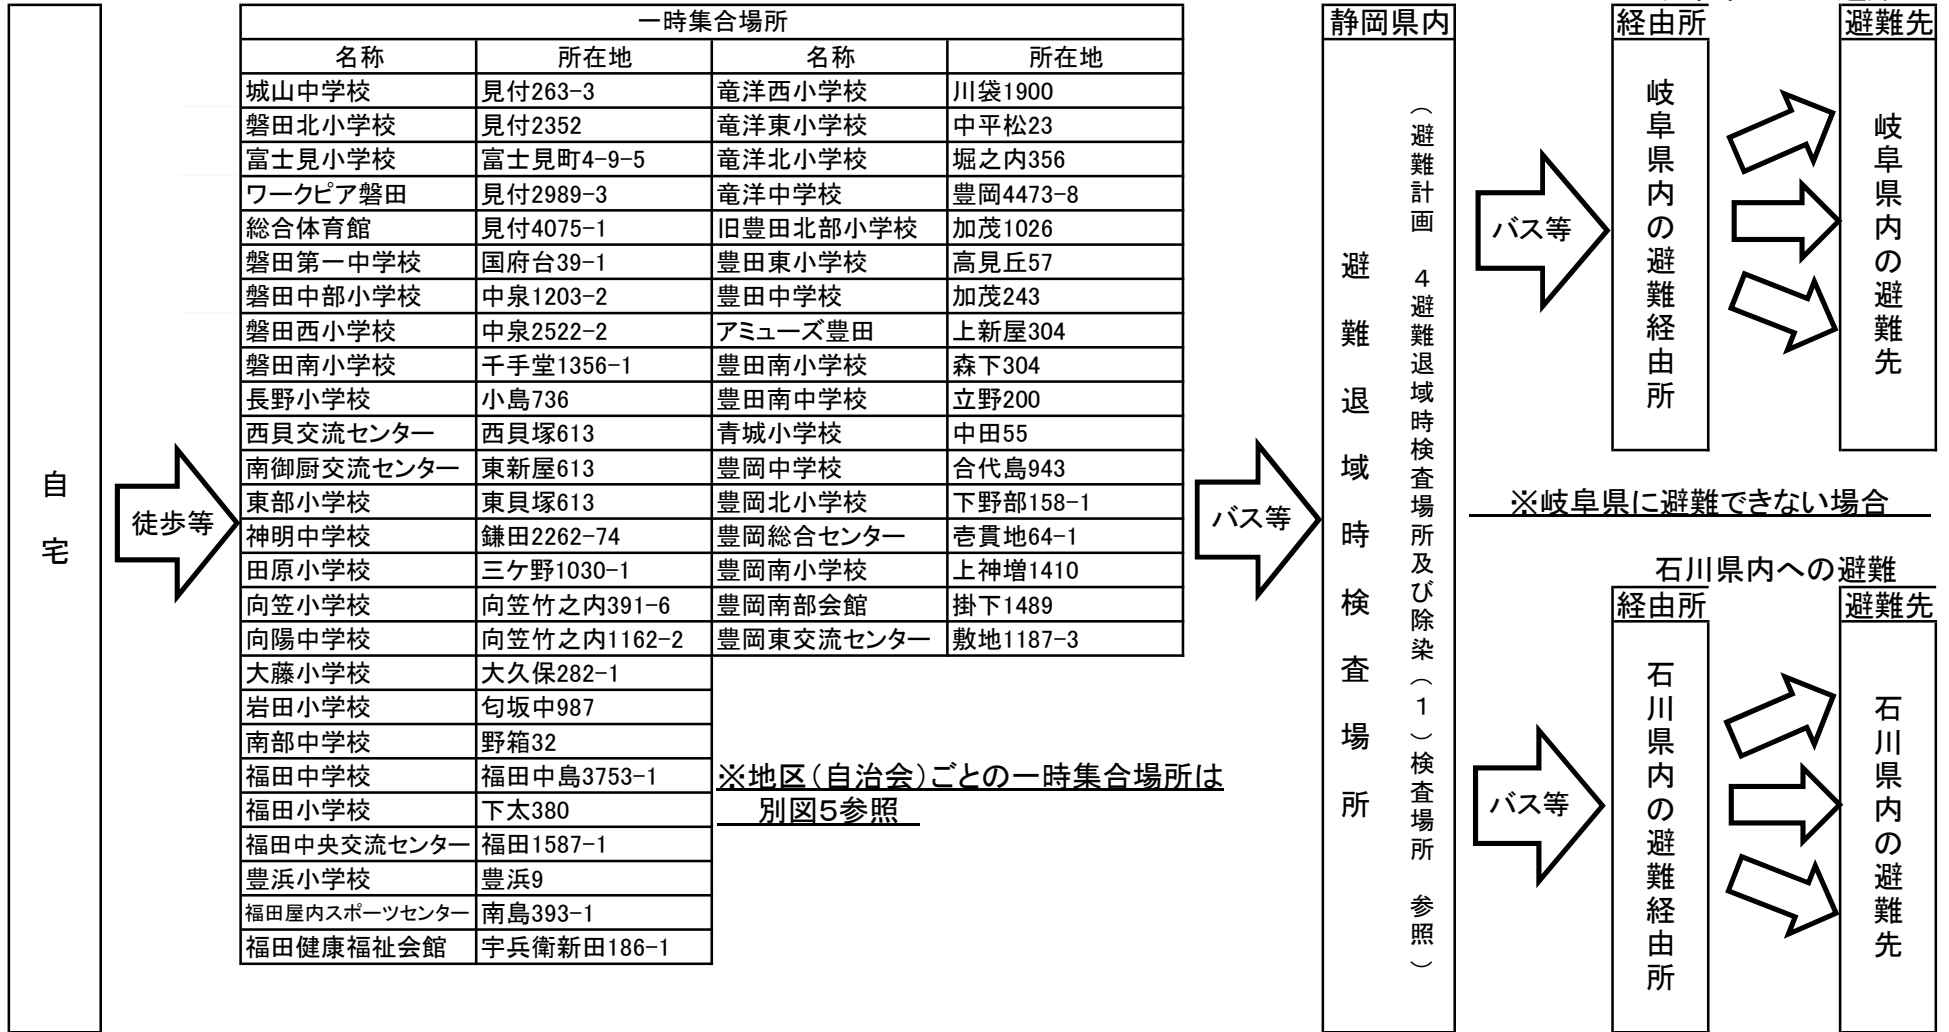 自宅
徒歩等
一時集合場所
名称 所在地 名称 所在地
城山中学校 見付263-3 竜洋西小学校 川袋1900
磐田北小学校 見付2352 竜洋東小学校 中平松23
富士見小学校 富士見町4-9-5 竜洋北小学校 堀之内356
ワークピア磐田 見付2989-3 竜洋中学校 豊岡4473-8
総合体育館 見付4075-1 旧豊田北部小学校 加茂1026
磐田第一中学校 国府台39-1 豊田東小学校 高見丘57
磐田中部小学校 中泉1203-2 豊田中学校 加茂243
磐田西小学校 中泉2522-2 アミューズ豊田 上新屋304
磐田南小学校 千手堂1356-1 豊田南小学校 森下304
長野小学校 小島736 豊田南中学校 立野200
西貝交流センター 西貝塚613 青城小学校 中田55
南御厨交流センター 東新屋613 豊岡中学校 合代島943
東部小学校 東貝塚613 豊岡北小学校 下野部158-1
神明中学校 鎌田2262-74 豊岡総合センター 壱貫地64-1
田原小学校 三ケ野1030-1 豊岡南小学校 上神増1410
向笠小学校 向笠竹之内391-6 豊岡南部会館 掛下1489
向陽中学校 向笠竹之内1162-2 豊岡東交流センター 敷地1187-3
大藤小学校 大久保282-1
岩田小学校 匂坂中987
南部中学校 野箱32
福田中学校 福田中島3753-1
福田小学校 下太380
福田中央交流センター 福田1587-1
豊浜小学校 豊浜9
福田屋内スポーツセンター 南島393-1
福田健康福祉会館 宇兵衛新田186-1
※地区(自治会)ごとの一時集合場所は
別図5参照
バス等
静岡県内
避難退域時検査場所
(避難計画 4避難退域時検査場所及び除染(1)検査場所 参照)
バス等
経由所
岐阜県内の避難経由所
避難先
岐阜県内の避難先
※岐阜県に避難できない場合
石川県内への避難
バス等
経由所
石川県内の避難経由所
避難先
石川県内の避難先